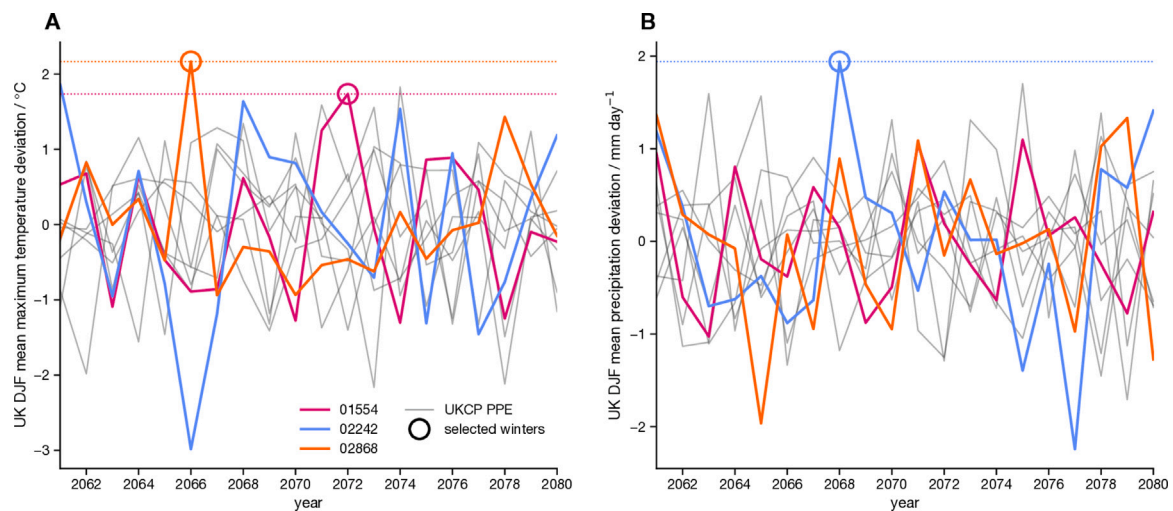 A
UK DJF mean maximum temperature deviation / °C
2
1
0
−1
−2
−3
2062 2064 2066 2068 2070 2072 2074 2076 2078 2080
year
01554
02242
02868
UKCP PPE
selected winters
B
UK DJF mean precipitation deviation / mm day⁻¹
2
1
0
−1
−2
2062 2064 2066 2068 2070 2072 2074 2076 2078 2080
year